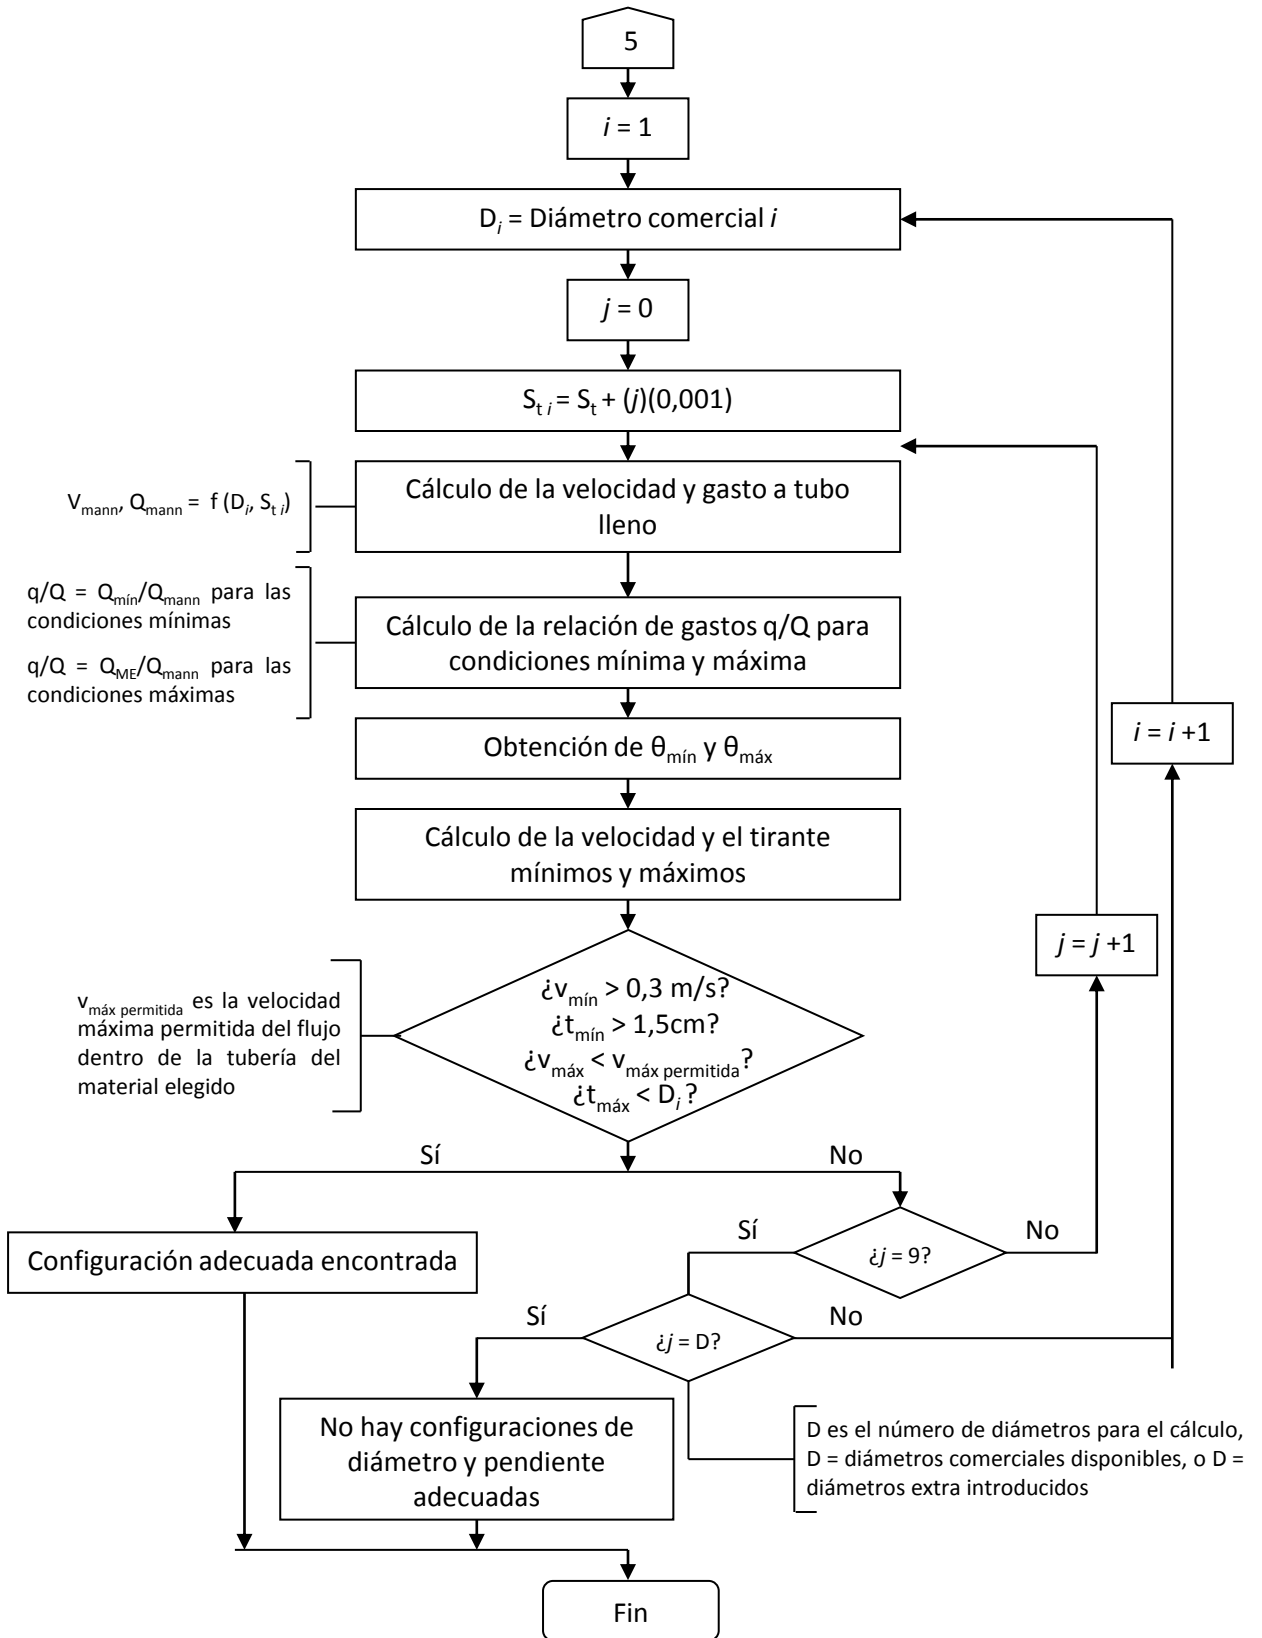 5
i = 1
Di = Diámetro comercial i
j = 0
St i = St + (j)(0,001)
Vmann, Qmann = f (Di, St i)
Cálculo de la velocidad y gasto a tubo
lleno
q/Q = Qmín/Qmann para las
condiciones mínimas
q/Q = QME/Qmann para las
condiciones máximas
Cálculo de la relación de gastos q/Q para
condiciones mínima y máxima
Obtención de θmín y θmáx
i = i +1
Cálculo de la velocidad y el tirante
mínimos y máximos
j = j +1
vmáx permitida es la velocidad
máxima permitida del flujo
dentro de la tubería del
material elegido
¿vmín > 0,3 m/s?
¿tmín > 1,5cm?
¿vmáx < vmáx permitida?
¿tmáx < Di?
Sí
No
Configuración adecuada encontrada
Sí
¿j = 9?
No
Sí
¿j = D?
No
No hay configuraciones de
diámetro y pendiente
adecuadas
D es el número de diámetros para el cálculo,
D = diámetros comerciales disponibles, o D =
diámetros extra introducidos
Fin